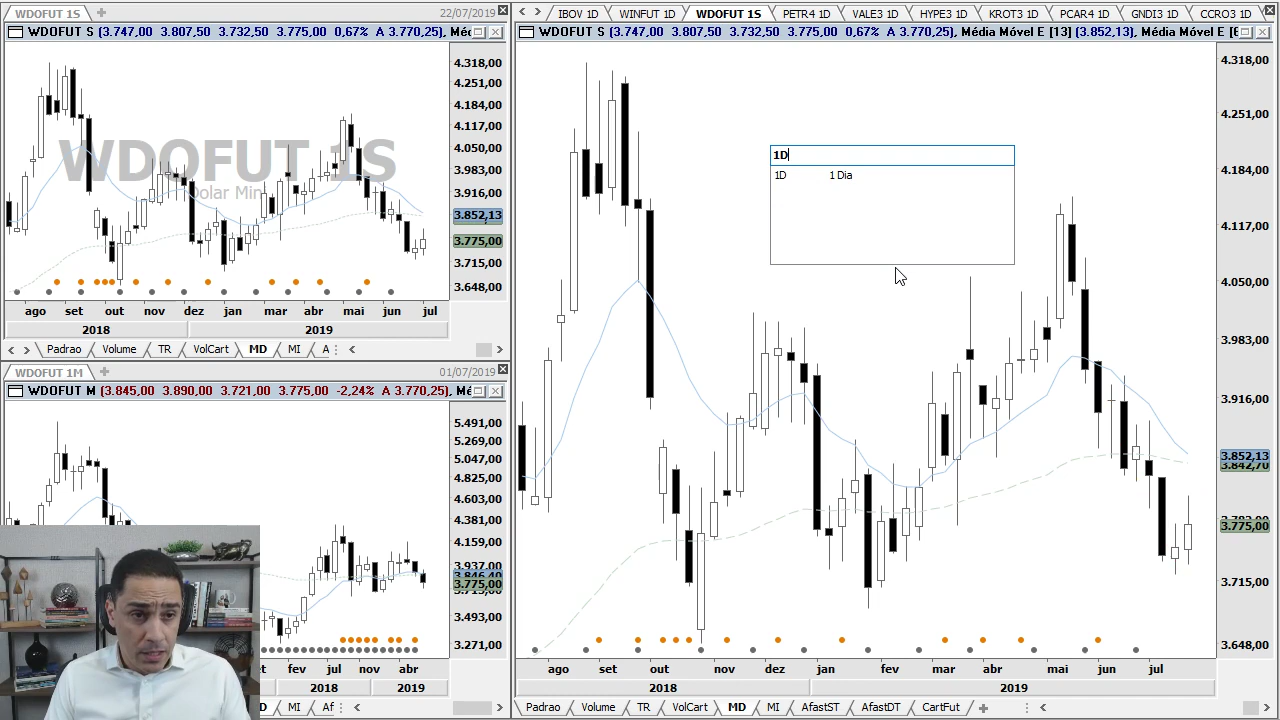 WDOFUT 1S
22/07/2019
WDOFUT S (3.747,00 3.807,50 3.732,50 3.775,00 0,67% A 3.770,25), Méd
4.318,00
4.251,00
4.184,00
4.117,00
4.050,00
3.983,00
3.916,00
3.852,13
3.775,00
3.715,00
3.648,00
WDOFUT 1S
Dolar Min
ago set out nov dez jan mar abr mai jun jul
2018 2019
Padrao Volume TR VolCart MD MI A
WDOFUT 1M
01/07/2019
WDOFUT M (3.845,00 3.890,00 3.721,00 3.775,00 -2,24% A 3.770,25), Mé
5.491,00
5.269,00
5.047,00
4.825,00
4.603,00
4.381,00
4.159,00
3.937,00
3.846,40
3.775,00
3.493,00
3.271,00
fev jul nov abr
2018 2019
D MI Af
IBOV 1D WINFUT 1D WDOFUT 1S PETR4 1D VALE3 1D HYPE3 1D KROT3 1D PCAR4 1D GNDI3 1D CCRO3 1D
WDOFUT S (3.747,00 3.807,50 3.732,50 3.775,00 0,67% A 3.770,25), Média Móvel E [13] (3.852,13), Média Móvel E [6
1D
1D 1 Dia
4.318,00
4.251,00
4.184,00
4.117,00
4.050,00
3.983,00
3.916,00
3.852,13
3.842,70
3.775,00
3.715,00
3.648,00
ago set out nov dez jan fev mar abr mai jun jul
2018 2019
Padrao Volume TR VolCart MD MI AfastST AfastDT CartFut